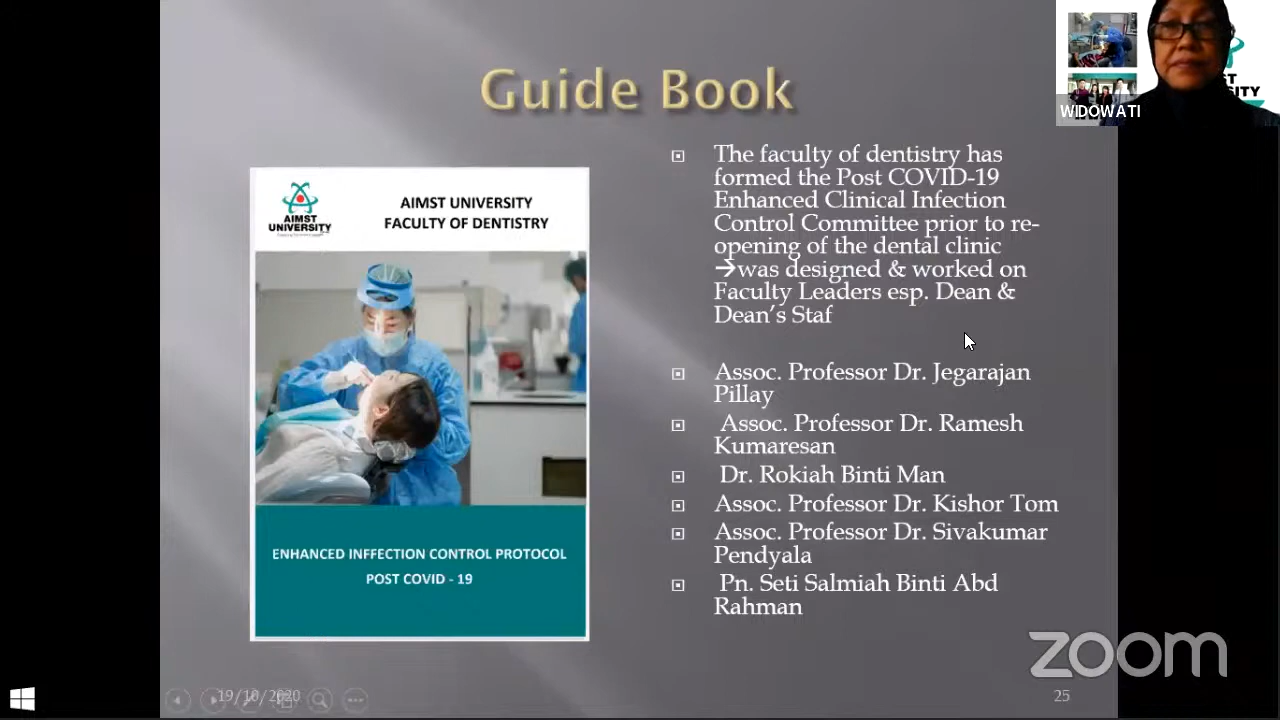 Guide Book
WIDOWATI
AIMST
UNIVERSITY
AIMST UNIVERSITY
FACULTY OF DENTISTRY
ENHANCED INFFECTION CONTROL PROTOCOL
POST COVID - 19
The faculty of dentistry has
formed the Post COVID-19
Enhanced Clinical Infection
Control Committee prior to re-
opening of the dental clinic
→was designed & worked on
Faculty Leaders esp. Dean &
Dean’s Staf
Assoc. Professor Dr. Jegarajan
Pillay
Assoc. Professor Dr. Ramesh
Kumaresan
Dr. Rokiah Binti Man
Assoc. Professor Dr. Kishor Tom
Assoc. Professor Dr. Sivakumar
Pendyala
Pn. Seti Salmiah Binti Abd
Rahman
zoom
19/10/2020
25